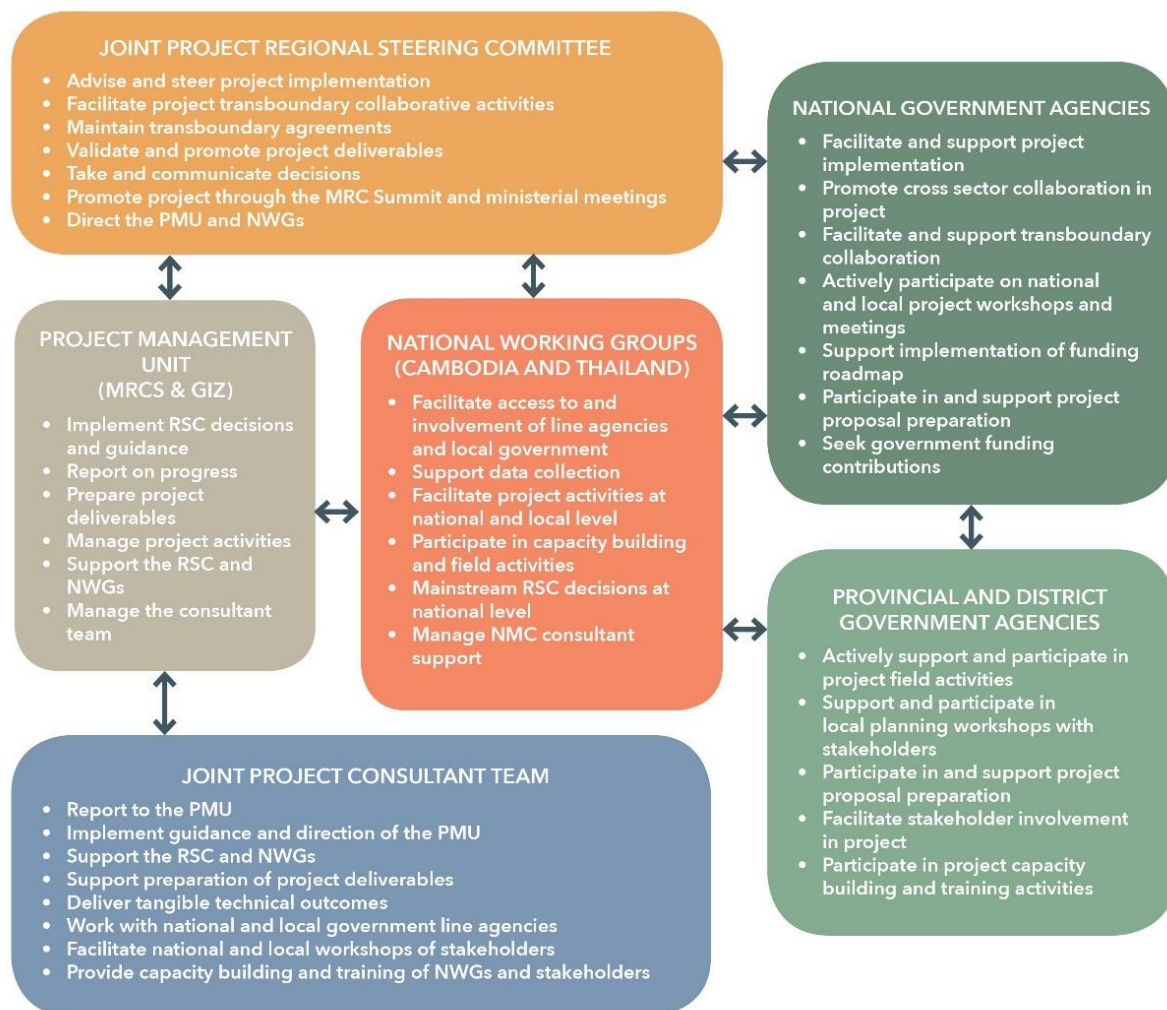 JOINT PROJECT REGIONAL STEERING COMMITTEE
• Advise and steer project implementation
• Facilitate project transboundary collaborative activities
• Maintain transboundary agreements
• Validate and promote project deliverables
• Take and communicate decisions
• Promote project through the MRC Summit and ministerial meetings
• Direct the PMU and NWGs
NATIONAL GOVERNMENT AGENCIES
• Facilitate and support project
implementation
• Promote cross sector collaboration in
project
• Facilitate and support transboundary
collaboration
• Actively participate on national
and local project workshops and
meetings
• Support implementation of funding
roadmap
• Participate in and support project
proposal preparation
• Seek government funding
contributions
PROJECT MANAGEMENT
UNIT
(MRCS & GIZ)
• Implement RSC decisions
and guidance
• Report on progress
• Prepare project
deliverables
• Manage project activities
• Support the RSC and
NWGs
• Manage the consultant
team
NATIONAL WORKING GROUPS
(CAMBODIA AND THAILAND)
• Facilitate access to and
involvement of line agencies
and local government
• Support data collection
• Facilitate project activities at
national and local level
• Participate in capacity building
and field activities
• Mainstream RSC decisions at
national level
• Manage NMC consultant
support
PROVINCIAL AND DISTRICT
GOVERNMENT AGENCIES
• Actively support and participate in
project field activities
• Support and participate in
local planning workshops with
stakeholders
• Participate in and support project
proposal preparation
• Facilitate stakeholder involvement
in project
• Participate in project capacity
building and training activities
JOINT PROJECT CONSULTANT TEAM
• Report to the PMU
• Implement guidance and direction of the PMU
• Support the RSC and NWGs
• Support preparation of project deliverables
• Deliver tangible technical outcomes
• Work with national and local government line agencies
• Facilitate national and local workshops of stakeholders
• Provide capacity building and training of NWGs and stakeholders